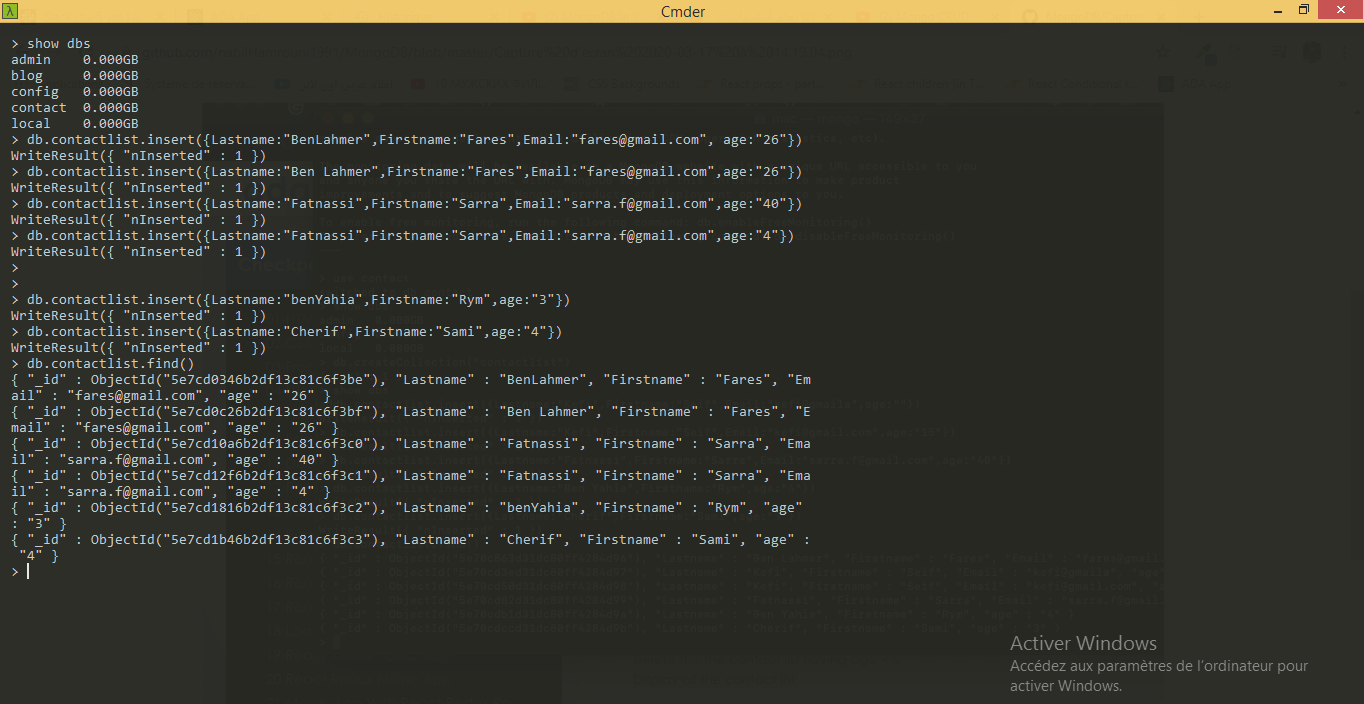 Cmder
> show dbs
admin    0.000GB
blog     0.000GB
config   0.000GB
contact  0.000GB
local    0.000GB
> db.contactlist.insert({Lastname:"BenLahmer",Firstname:"Fares",Email:"fares@gmail.com", age:"26"})
WriteResult({ "nInserted" : 1 })
> db.contactlist.insert({Lastname:"Ben Lahmer",Firstname:"Fares",Email:"fares@gmail.com",age:"26"})
WriteResult({ "nInserted" : 1 })
> db.contactlist.insert({Lastname:"Fatnassi",Firstname:"Sarra",Email:"sarra.f@gmail.com",age:"40"})
WriteResult({ "nInserted" : 1 })
> db.contactlist.insert({Lastname:"Fatnassi",Firstname:"Sarra",Email:"sarra.f@gmail.com",age:"4"})
WriteResult({ "nInserted" : 1 })
>
>
> db.contactlist.insert({Lastname:"benYahia",Firstname:"Rym",age:"3"})
WriteResult({ "nInserted" : 1 })
> db.contactlist.insert({Lastname:"Cherif",Firstname:"Sami",age:"4"})
WriteResult({ "nInserted" : 1 })
> db.contactlist.find()
{ "_id" : ObjectId("5e7cd0346b2df13c81c6f3be"), "Lastname" : "BenLahmer", "Firstname" : "Fares", "Em
ail" : "fares@gmail.com", "age" : "26" }
{ "_id" : ObjectId("5e7cd0c26b2df13c81c6f3bf"), "Lastname" : "Ben Lahmer", "Firstname" : "Fares", "E
mail" : "fares@gmail.com", "age" : "26" }
{ "_id" : ObjectId("5e7cd10a6b2df13c81c6f3c0"), "Lastname" : "Fatnassi", "Firstname" : "Sarra", "Ema
il" : "sarra.f@gmail.com", "age" : "40" }
{ "_id" : ObjectId("5e7cd12f6b2df13c81c6f3c1"), "Lastname" : "Fatnassi", "Firstname" : "Sarra", "Ema
il" : "sarra.f@gmail.com", "age" : "4" }
{ "_id" : ObjectId("5e7cd1816b2df13c81c6f3c2"), "Lastname" : "benYahia", "Firstname" : "Rym", "age"
: "3" }
{ "_id" : ObjectId("5e7cd1b46b2df13c81c6f3c3"), "Lastname" : "Cherif", "Firstname" : "Sami", "age" :
 "4" }
>
Activer Windows
Accédez aux paramètres de l'ordinateur pour
activer Windows.